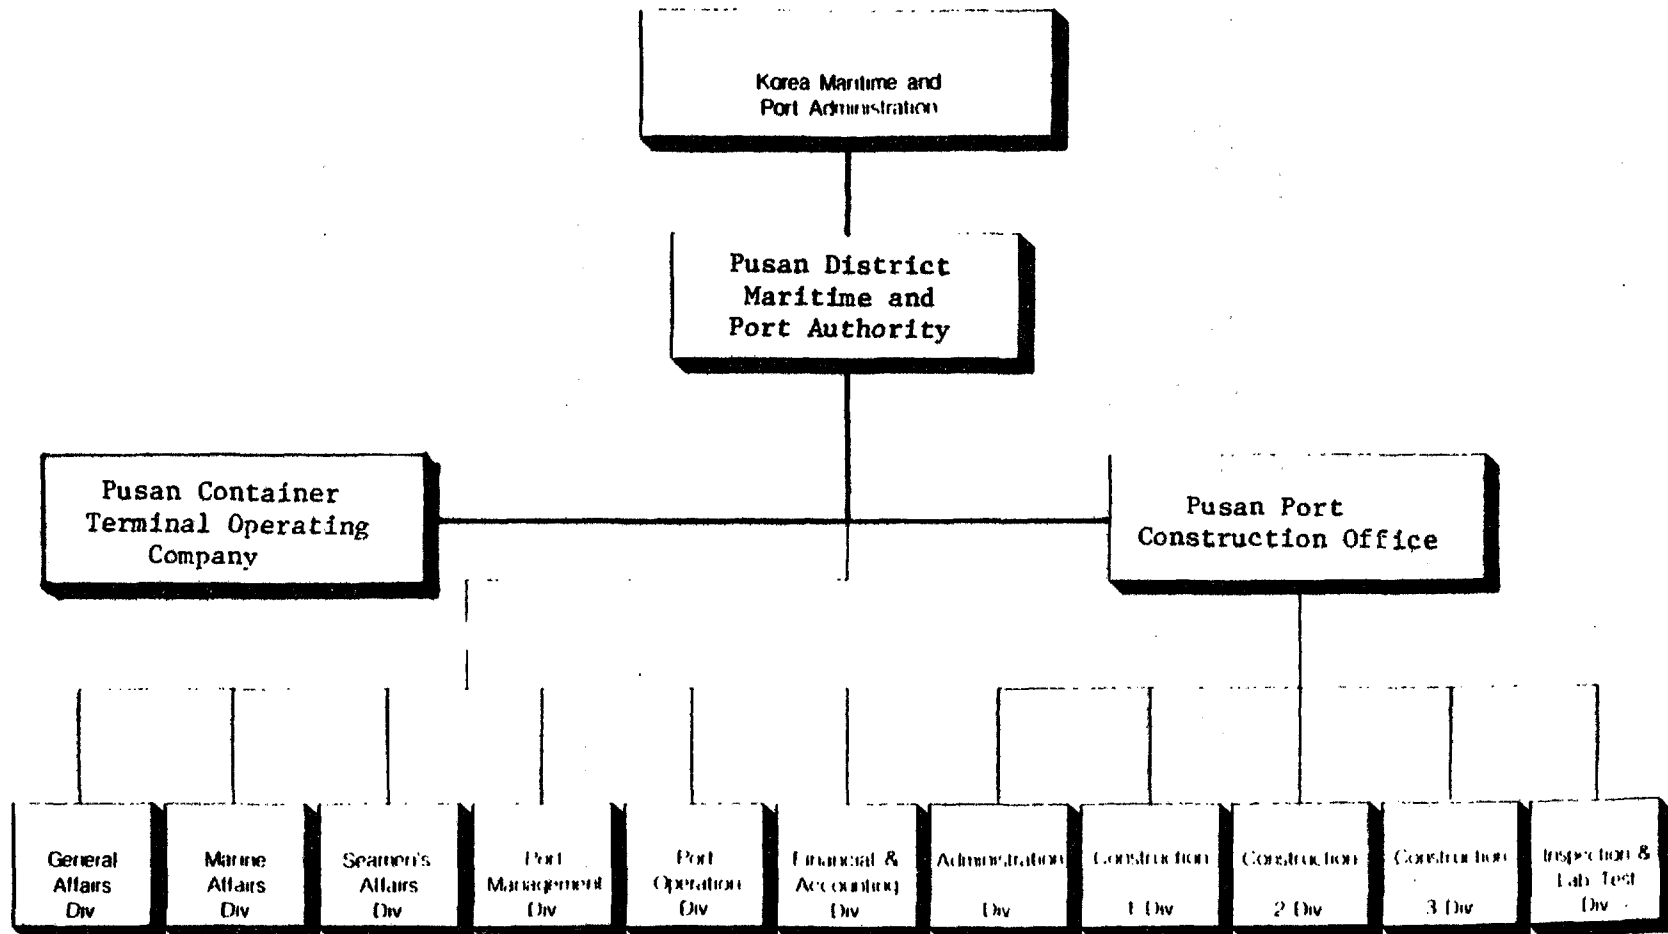 Korea Maritime and
Port Administration
Pusan District
Maritime and
Port Authority
Pusan Container
Terminal Operating
Company
Pusan Port
Construction Office
General
Affairs
Div
Marine
Affairs
Div
Seamen's
Affairs
Div
Port
Management
Div
Port
Operation
Div
Financial &
Accounting
Div
Administration
Div
Construction
1 Div
Construction
2 Div
Construction
3 Div
Inspection &
Lab Test
Div